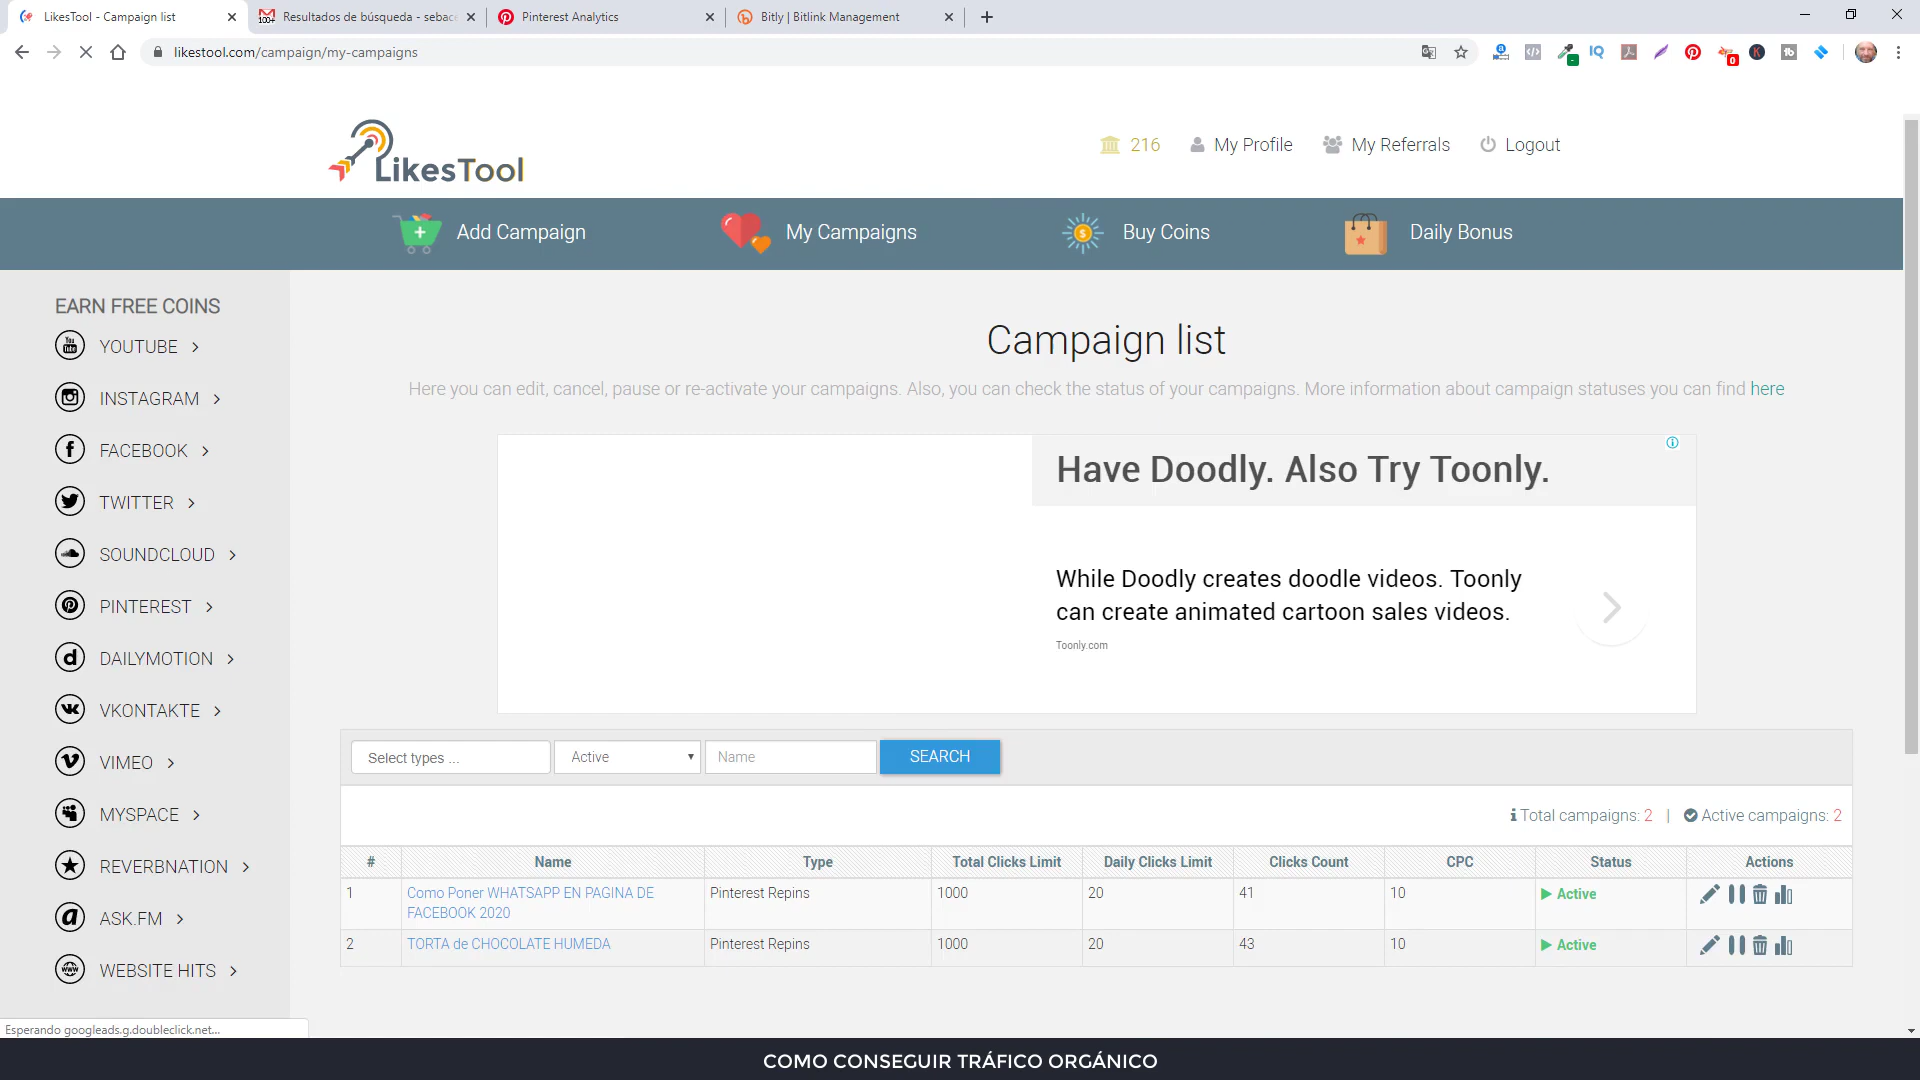 LikesTool - Campaign list
Resultados de búsqueda - sebac
Pinterest Analytics
Bitly | Bitlink Management
likestool.com/campaign/my-campaigns
LikesTool
216
My Profile
My Referrals
Logout
Add Campaign
My Campaigns
Buy Coins
Daily Bonus
EARN FREE COINS
YOUTUBE
INSTAGRAM
FACEBOOK
TWITTER
SOUNDCLOUD
PINTEREST
DAILYMOTION
VKONTAKTE
VIMEO
MYSPACE
REVERBNATION
ASK.FM
WEBSITE HITS
Campaign list
Here you can edit, cancel, pause or re-activate your campaigns. Also, you can check the status of your campaigns. More information about campaign statuses you can find here
Have Doodly. Also Try Toonly.
While Doodly creates doodle videos. Toonly
can create animated cartoon sales videos.
Toonly.com
Select types ... Active Name SEARCH
Total campaigns: 2 | Active campaigns: 2
# Name Type Total Clicks Limit Daily Clicks Limit Clicks Count CPC Status Actions
1 Como Poner WHATSAPP EN PAGINA DE FACEBOOK 2020 Pinterest Repins 1000 20 41 10 Active
2 TORTA de CHOCOLATE HUMEDA Pinterest Repins 1000 20 43 10 Active
Esperando googleads.g.doubleclick.net...
COMO CONSEGUIR TRÁFICO ORGÁNICO